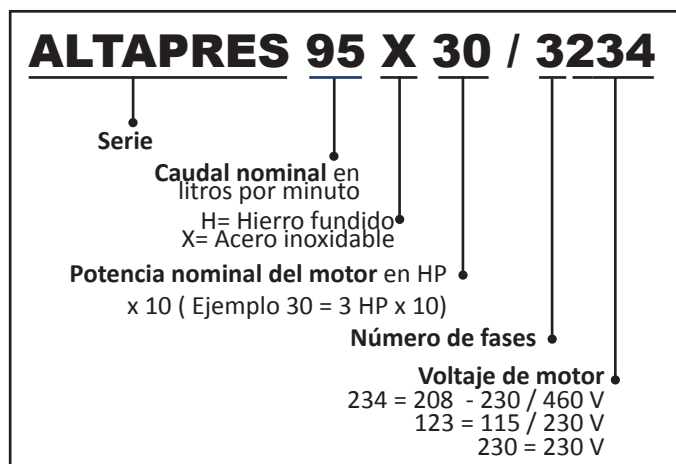 ALTAPRES 95 X 30 / 3234
Serie
Caudal nominal en
litros por minuto
H= Hierro fundido
X= Acero inoxidable
Potencia nominal del motor en HP
x 10 ( Ejemplo 30 = 3 HP x 10)
Número de fases
Voltaje de motor
234 = 208 - 230 / 460 V
123 = 115 / 230 V
230 = 230 V